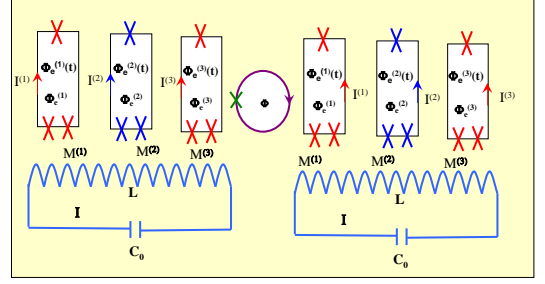 Φe(1)(t) Φe(2)(t) Φe(3)(t)
I(1) I(2) I(3)
Φe(1) Φe(2) Φe(3)
M(1) M(2) M(3)
L
I
C0
Φ
Φe(1)(t) Φe(2)(t) Φe(3)(t)
I(1) I(2) I(3)
Φe(1) Φe(2) Φe(3)
M(1) M(2) M(3)
L
I
C0